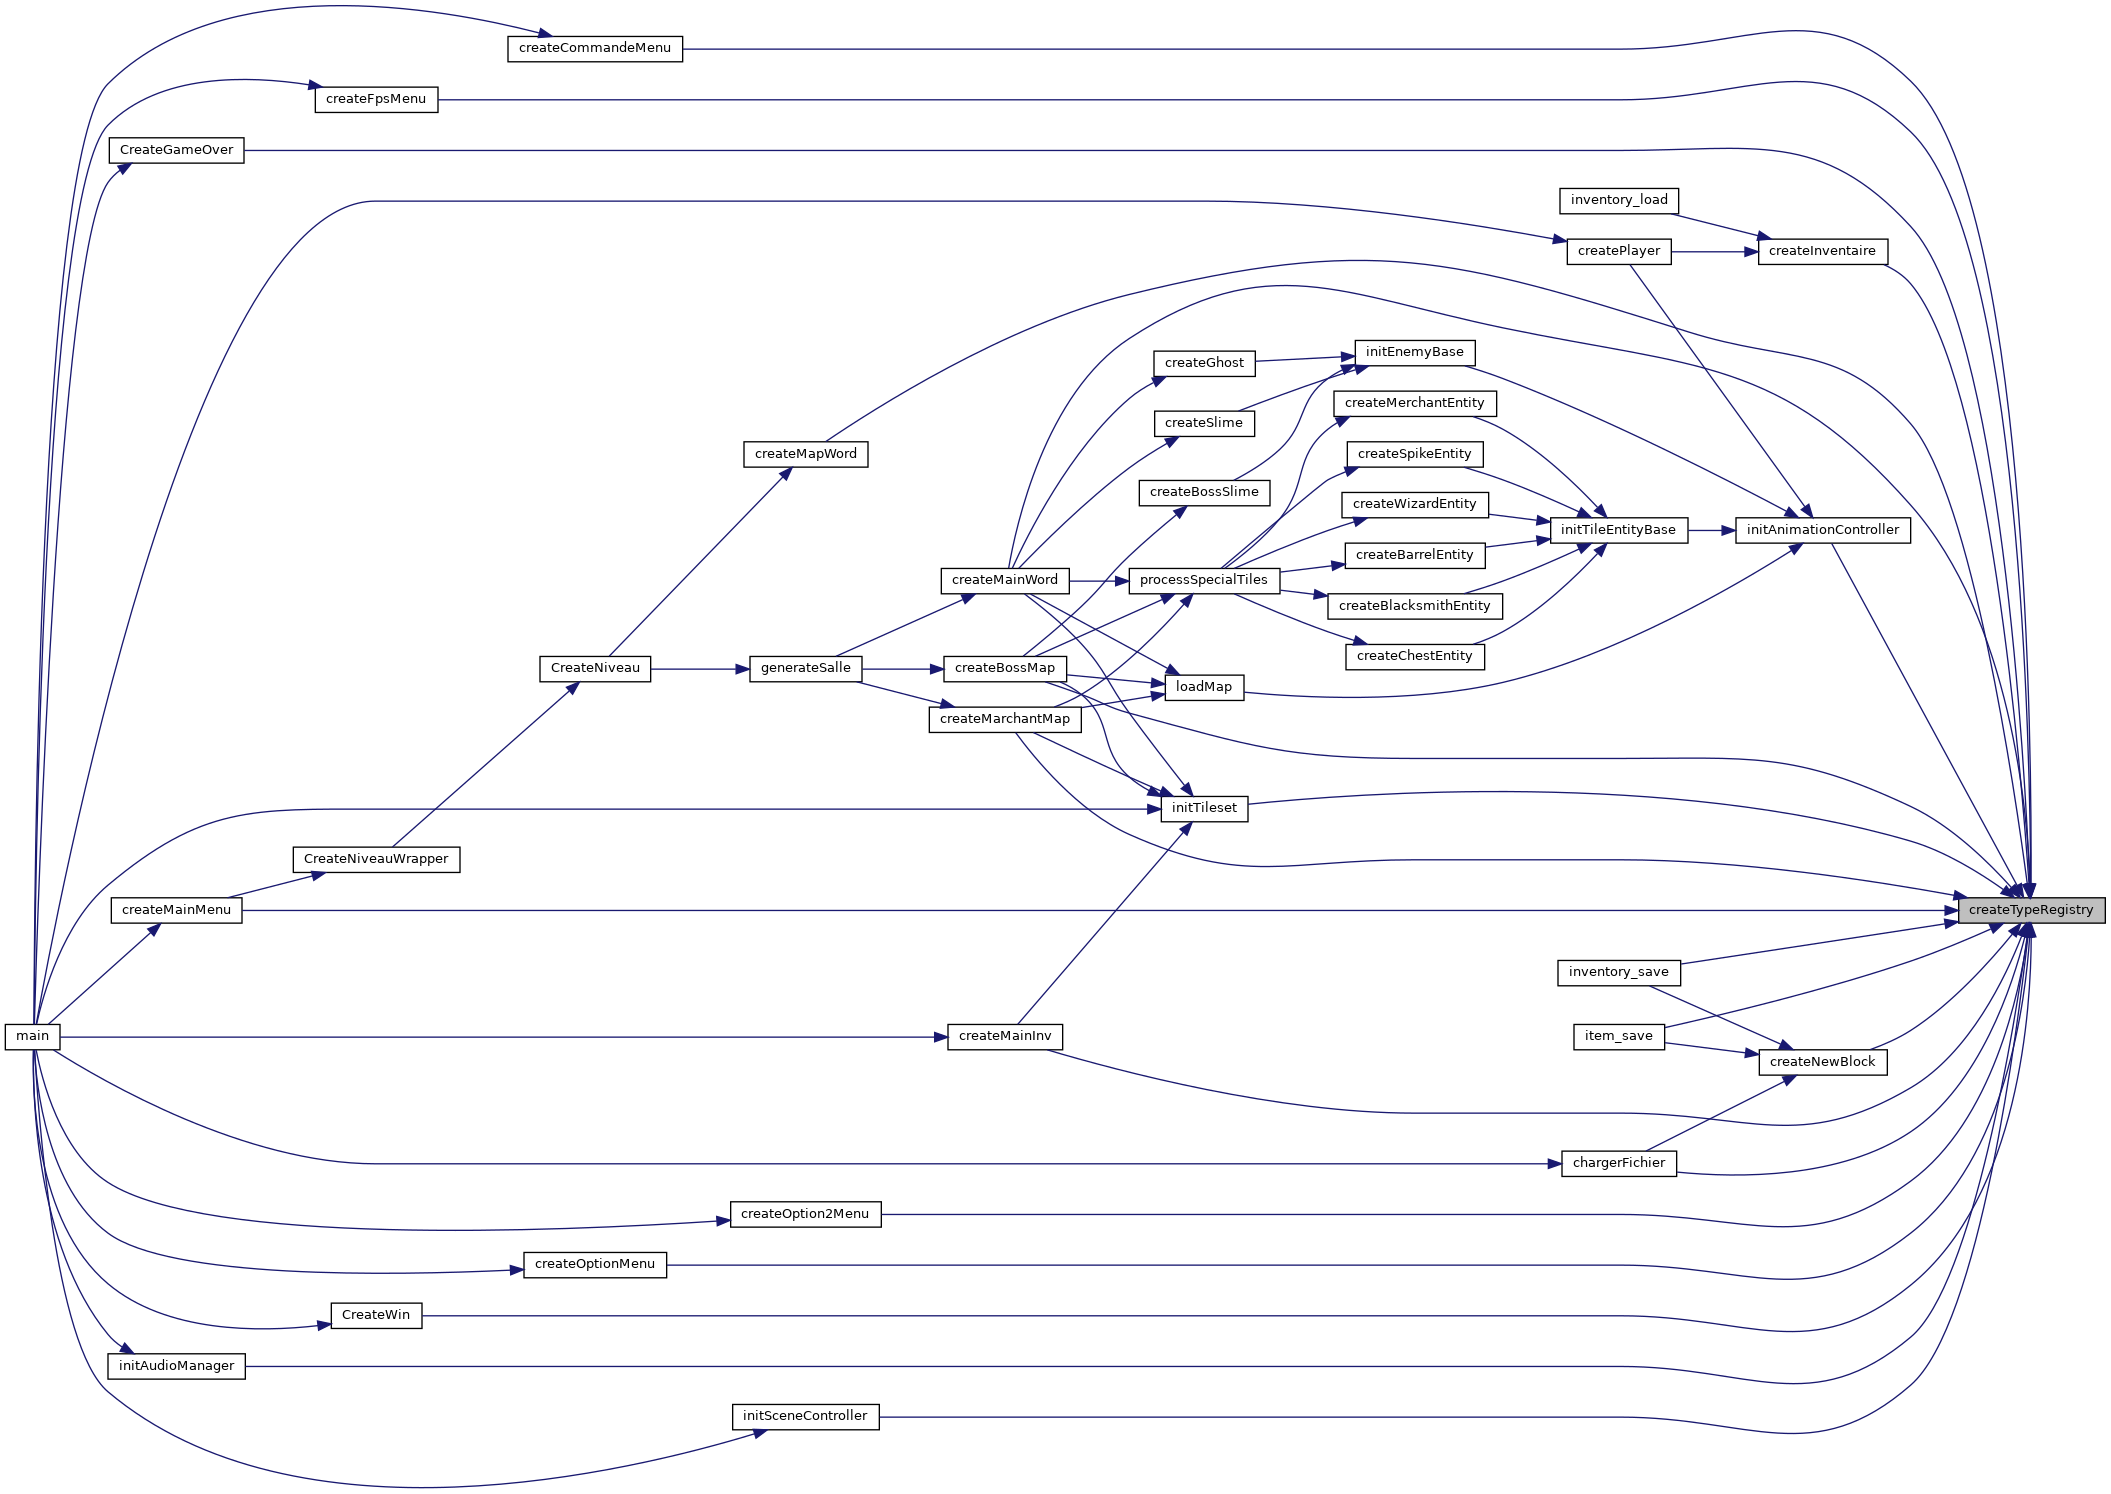 createCommandeMenu
createFpsMenu
CreateGameOver
inventory_load
createPlayer
createInventaire
initEnemyBase
createGhost
createMerchantEntity
createSlime
createMapWord
createSpikeEntity
createBossSlime
createWizardEntity
initTileEntityBase
initAnimationController
createBarrelEntity
createMainWord
processSpecialTiles
createBlacksmithEntity
createChestEntity
CreateNiveau
generateSalle
createBossMap
loadMap
createMarchantMap
initTileset
CreateNiveauWrapper
createMainMenu
createTypeRegistry
inventory_save
main
createMainInv
item_save
createNewBlock
chargerFichier
createOption2Menu
createOptionMenu
CreateWin
initAudioManager
initSceneController